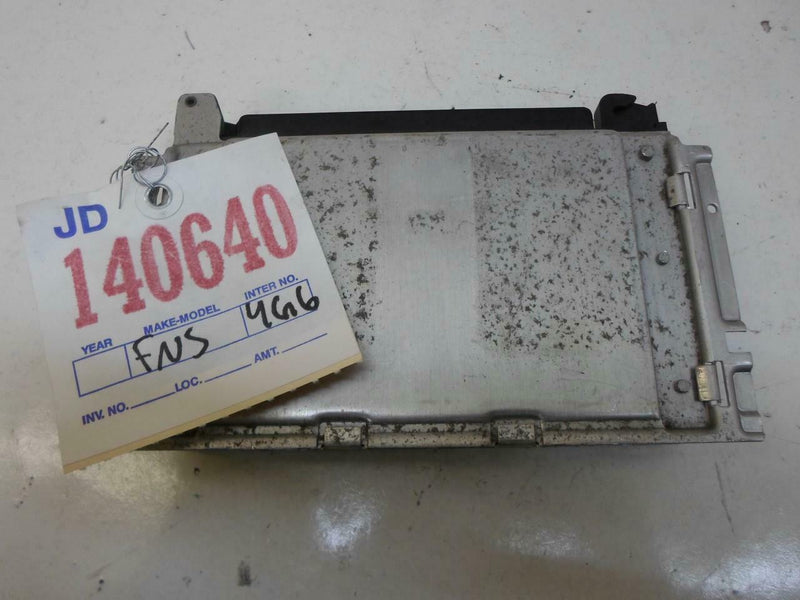 JD
140640
YEAR MAKE-MODEL INTER NO.
FNS 4G6
INV. NO. LOC. AMT.